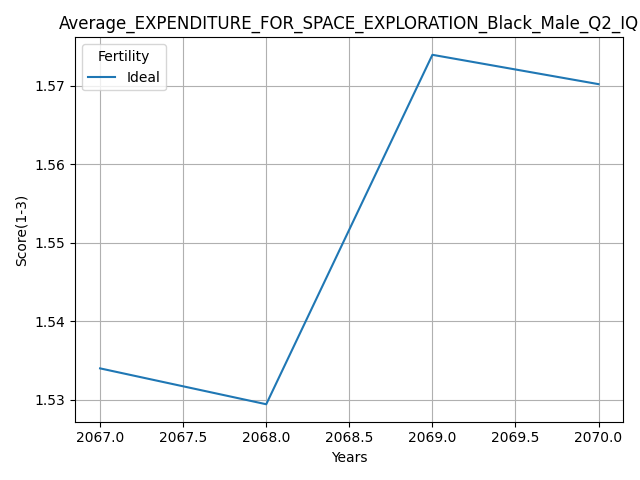 Average_EXPENDITURE_FOR_SPACE_EXPLORATION_Black_Male_Q2_IQ
Fertility
Ideal
Score(1-3)
1.57
1.56
1.55
1.54
1.53
2067.0 2067.5 2068.0 2068.5 2069.0 2069.5 2070.0
Years